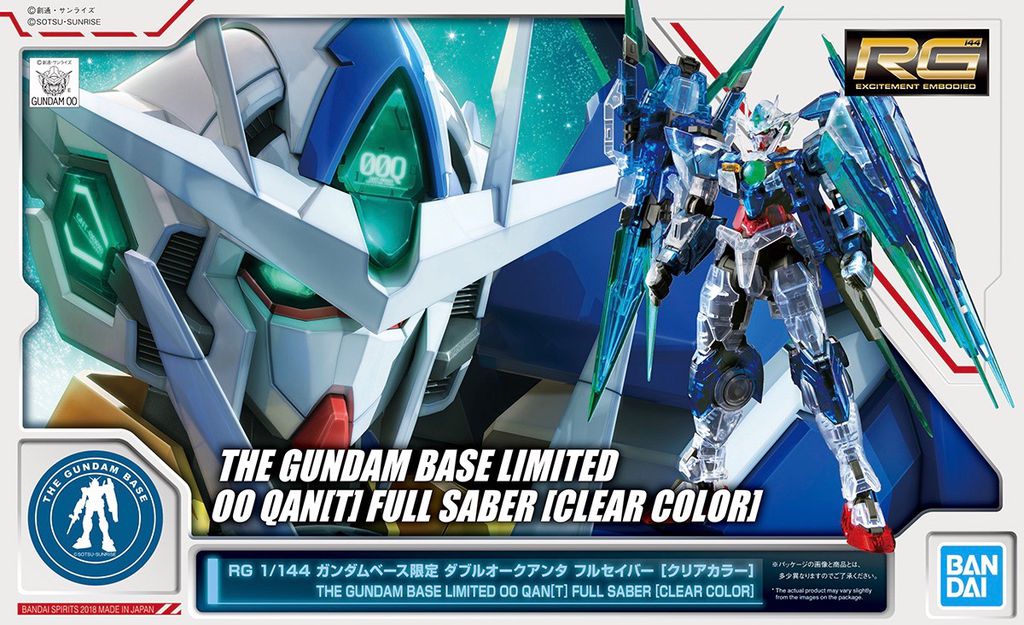 ©創通・サンライズ
©SOTSU・SUNRISE
©創通・サンライズ
GUNDAM 00
00Q
RG 144
EXCITEMENT EMBODIED
THE GUNDAM BASE LIMITED
00 QAN[T] FULL SABER [CLEAR COLOR]
THE GUNDAM BASE
©SOTSU・SUNRISE
RG 1/144 ガンダムベース限定 ダブルオークアンタ フルセイバー [クリアカラー]
THE GUNDAM BASE LIMITED 00 QAN[T] FULL SABER [CLEAR COLOR]
※パッケージの画像と商品とは、
多少異なりますのでご了承ください。
* The actual product may vary slightly
from the images on the package.
BAN
DAI
BANDAI SPIRITS 2018 MADE IN JAPAN